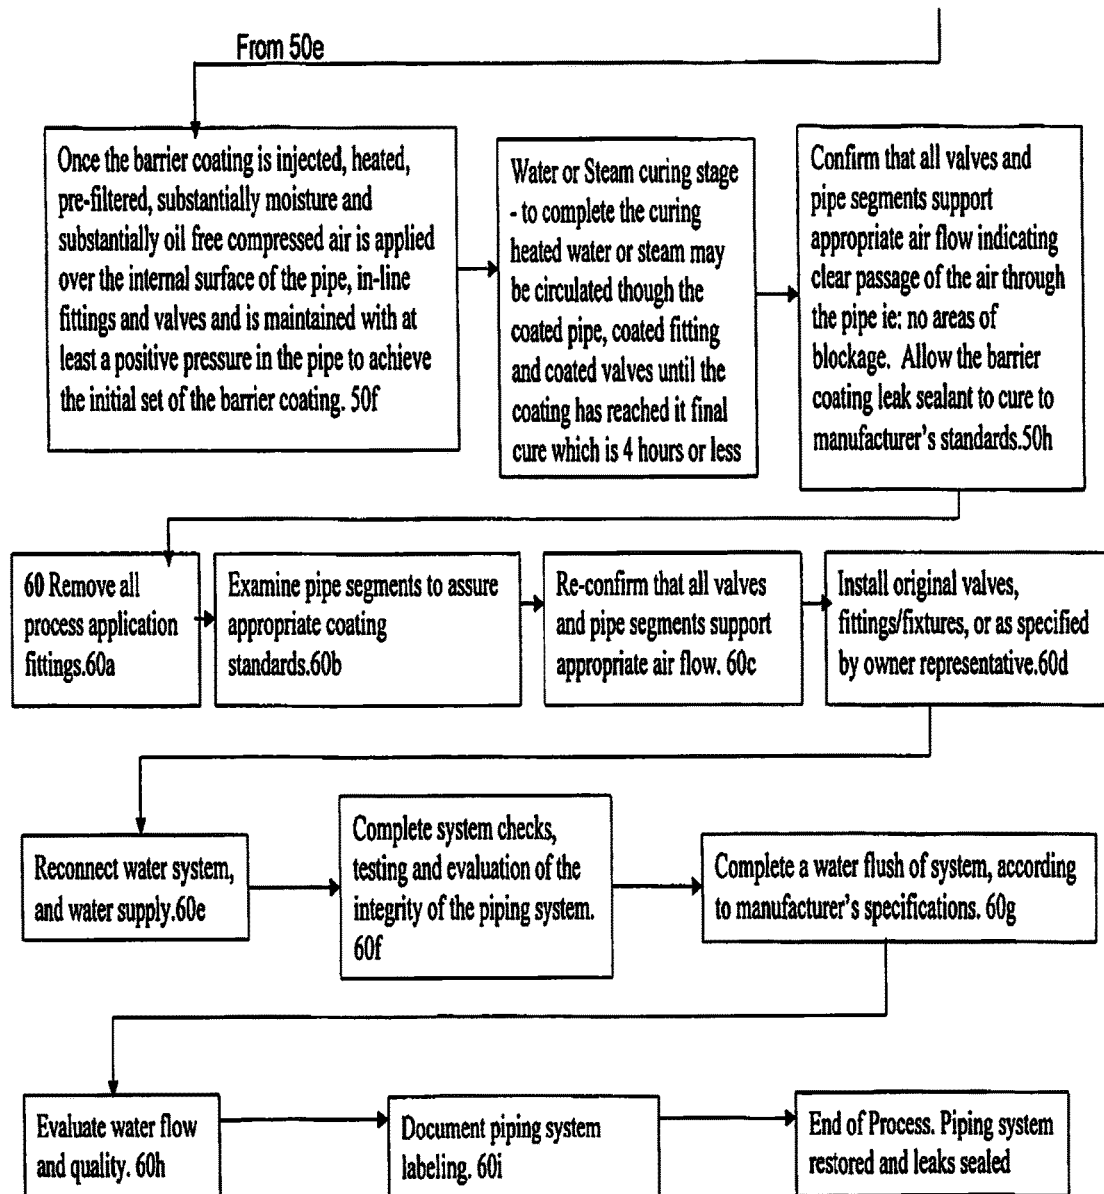 From 50e
Once the barrier coating is injected, heated,
pre-filtered, substantially moisture and
substantially oil free compressed air is applied
over the internal surface of the pipe, in-line
fittings and valves and is maintained with at
least a positive pressure in the pipe to achieve
the initial set of the barrier coating. 50f
Water or Steam curing stage
- to complete the curing
heated water or steam may
be circulated though the
coated pipe, coated fitting
and coated valves until the
coating has reached it final
cure which is 4 hours or less
Confirm that all valves and
pipe segments support
appropriate air flow indicating
clear passage of the air through
the pipe ie: no areas of
blockage. Allow the barrier
coating leak sealant to cure to
manufacturer's standards.50h
60 Remove all
process application
fittings.60a
Examine pipe segments to assure
appropriate coating
standards.60b
Re-confirm that all valves
and pipe segments support
appropriate air flow. 60c
Install original valves,
fittings/fixtures, or as specified
by owner representative.60d
Reconnect water system,
and water supply.60e
Complete system checks,
testing and evaluation of the
integrity of the piping system.
60f
Complete a water flush of system, according
to manufacturer's specifications. 60g
Evaluate water flow
and quality. 60h
Document piping system
labeling. 60i
End of Process. Piping system
restored and leaks sealed